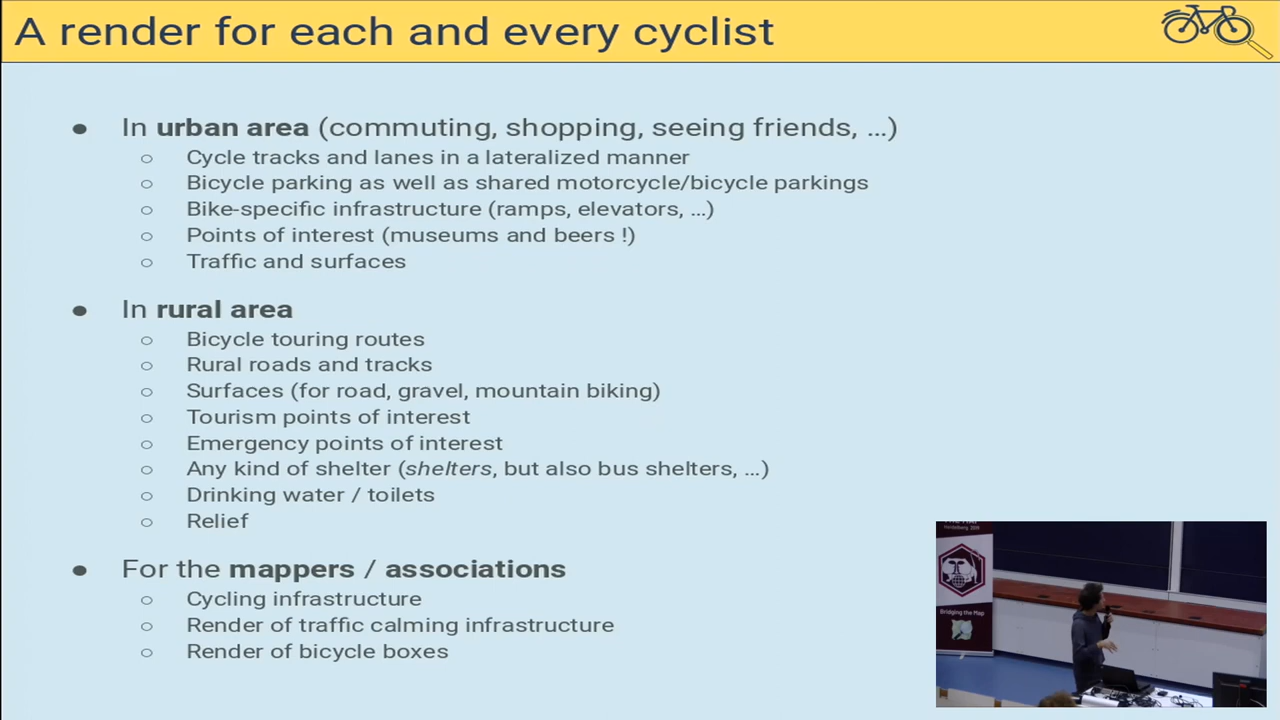 A render for each and every cyclist
● In urban area (commuting, shopping, seeing friends, ...)
○ Cycle tracks and lanes in a lateralized manner
○ Bicycle parking as well as shared motorcycle/bicycle parkings
○ Bike-specific infrastructure (ramps, elevators, ...)
○ Points of interest (museums and beers !)
○ Traffic and surfaces
● In rural area
○ Bicycle touring routes
○ Rural roads and tracks
○ Surfaces (for road, gravel, mountain biking)
○ Tourism points of interest
○ Emergency points of interest
○ Any kind of shelter (shelters, but also bus shelters, ...)
○ Drinking water / toilets
○ Relief
● For the mappers / associations
○ Cycling infrastructure
○ Render of traffic calming infrastructure
○ Render of bicycle boxes
Bridging the Map